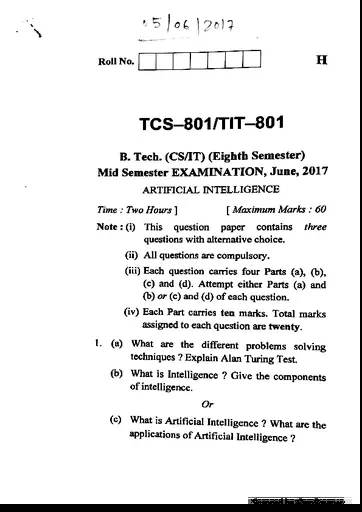 15/06/2017
Roll No.
H
TCS–801/TIT–801
B. Tech. (CS/IT) (Eighth Semester)
Mid Semester EXAMINATION, June, 2017
ARTIFICIAL INTELLIGENCE
Time : Two Hours ] [ Maximum Marks : 60
Note : (i) This question paper contains three
questions with alternative choice.
(ii) All questions are compulsory.
(iii) Each question carries four Parts (a), (b),
(c) and (d). Attempt either Parts (a) and
(b) or (c) and (d) of each question.
(iv) Each Part carries ten marks. Total marks
assigned to each question are twenty.
1. (a) What are the different problems solving
techniques ? Explain Alan Turing Test.
(b) What is Intelligence ? Give the components
of intelligence.
Or
(c) What is Artificial Intelligence ? What are the
applications of Artificial Intelligence ?